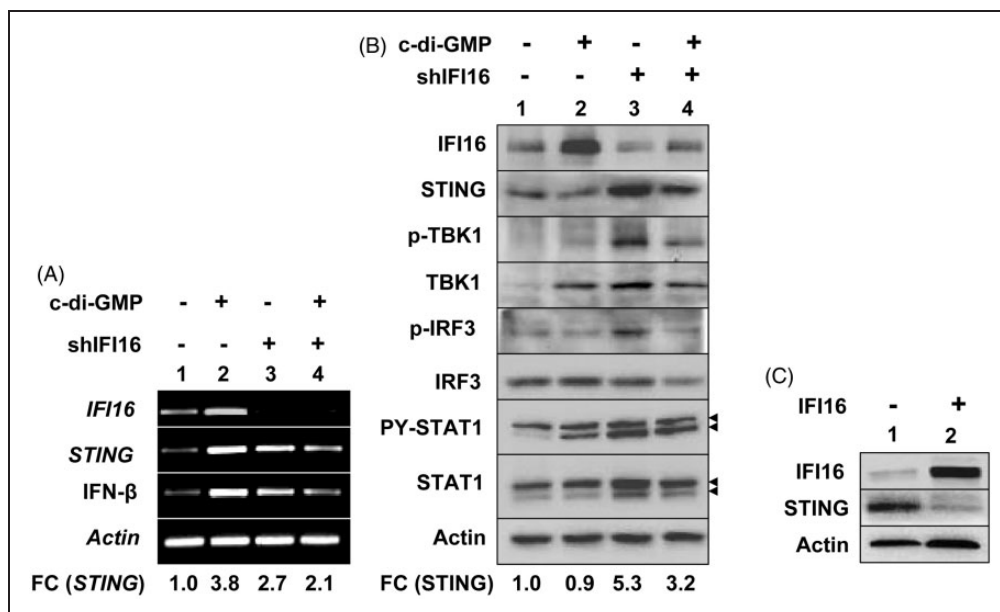 (A)
c-di-GMP - + - +
shIFI16 - - + +
1 2 3 4
IFI16
STING
IFN-β
Actin
FC (STING) 1.0 3.8 2.7 2.1
(B) c-di-GMP - + - +
shIFI16 - - + +
1 2 3 4
IFI16
STING
p-TBK1
TBK1
p-IRF3
IRF3
PY-STAT1
STAT1
Actin
FC (STING) 1.0 0.9 5.3 3.2
(C)
IFI16 - +
1 2
IFI16
STING
Actin